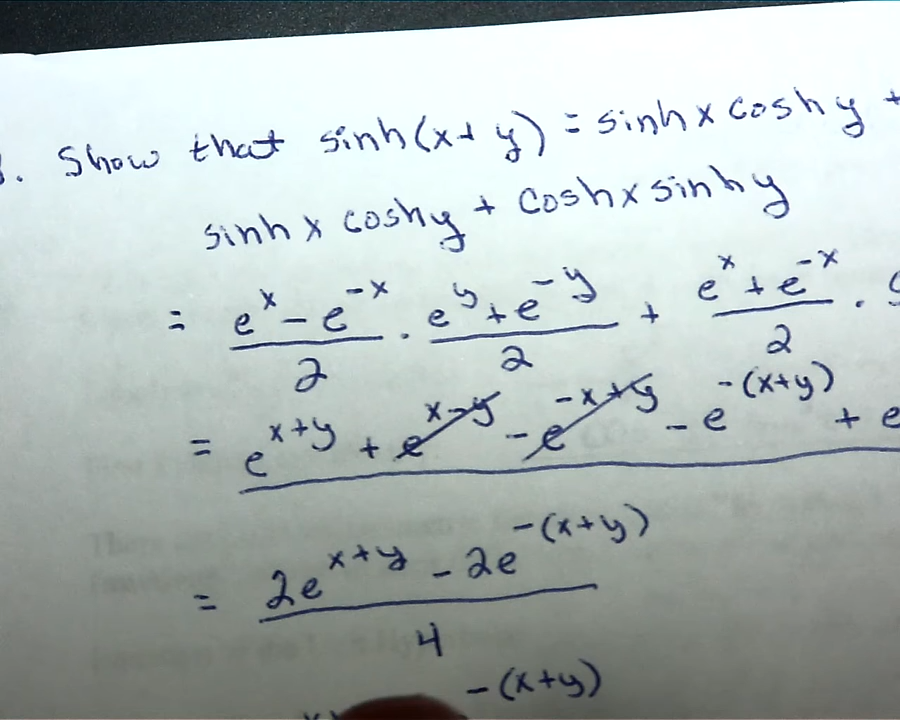 . Show that sinh(x+y) = sinh x cosh y +
sinh x cosh y + cosh x sinh y
= e^x - e^-x / 2 · e^y + e^-y / 2 + e^x + e^-x / 2 ·
= e^x+y + e^x-y - e^-x+y - e^-(x+y) + e
= 2e^x+y - 2e^-(x+y) / 4
-(x+y)